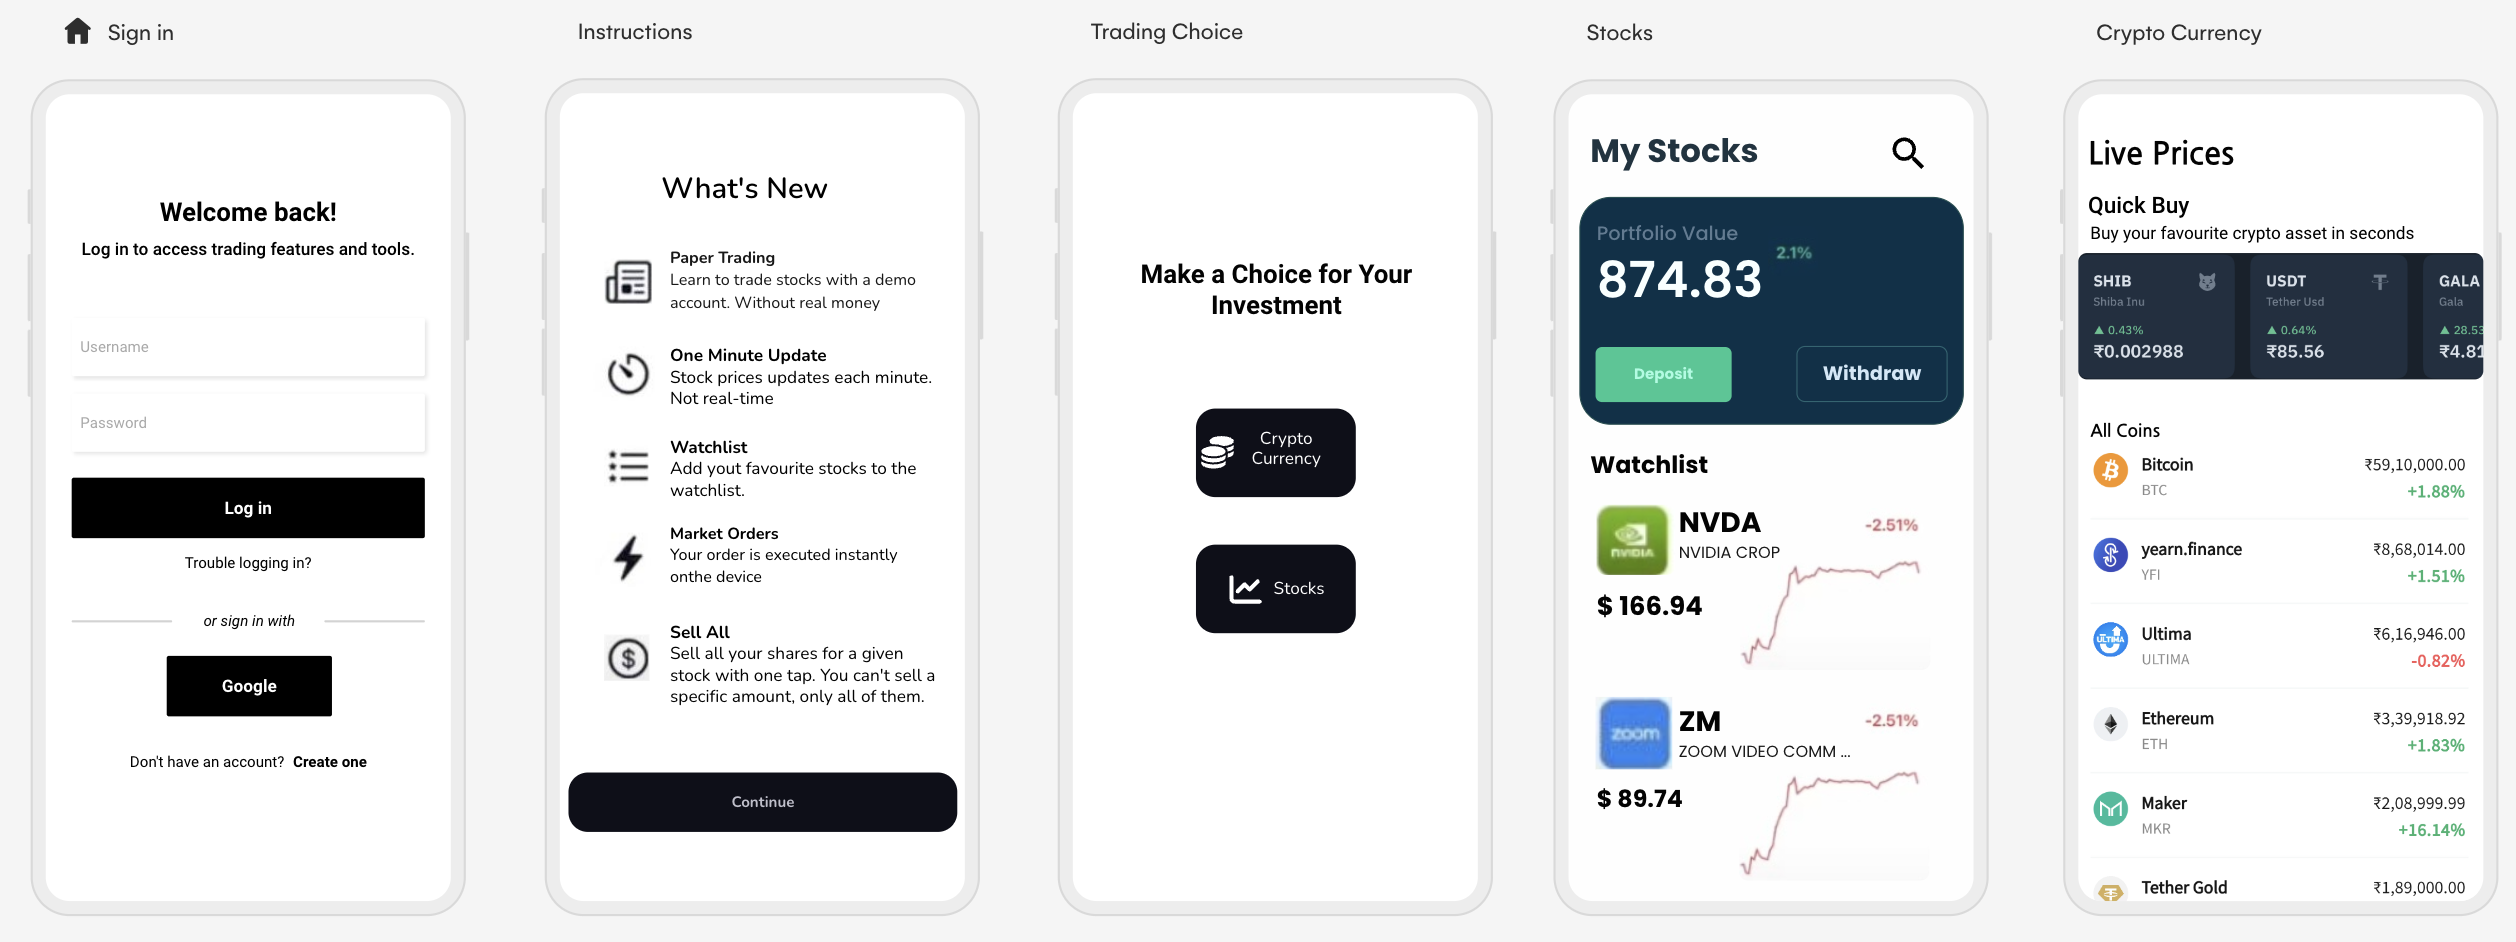 Sign in
Welcome back!
Log in to access trading features and tools.
Username
Password
Log in
Trouble logging in?
or sign in with
Google
Don't have an account? Create one
Instructions
What's New
Paper Trading
Learn to trade stocks with a demo
account. Without real money
One Minute Update
Stock prices updates each minute.
Not real-time
Watchlist
Add yout favourite stocks to the
watchlist.
Market Orders
Your order is executed instantly
onthe device
Sell All
Sell all your shares for a given
stock with one tap. You can't sell a
specific amount, only all of them.
Continue
Trading Choice
Make a Choice for Your
Investment
Crypto
Currency
Stocks
Stocks
My Stocks
Portfolio Value
874.83 2.1%
Deposit Withdraw
Watchlist
NVIDIA
NVDA -2.51%
NVIDIA CROP
$ 166.94
zoom
ZM -2.51%
ZOOM VIDEO COMM ...
$ 89.74
Crypto Currency
Live Prices
Quick Buy
Buy your favourite crypto asset in seconds
SHIB USDT GALA
Shiba Inu Tether Usd Gala
▲ 0.43% ▲ 0.64% ▲ 28.53
₹0.002988 ₹85.56 ₹4.81
All Coins
Bitcoin ₹59,10,000.00
BTC +1.88%
yearn.finance ₹8,68,014.00
YFI +1.51%
ULTIMA
Ultima ₹6,16,946.00
ULTIMA -0.82%
Ethereum ₹3,39,918.92
ETH +1.83%
Maker ₹2,08,999.99
MKR +16.14%
Tether Gold ₹1,89,000.00